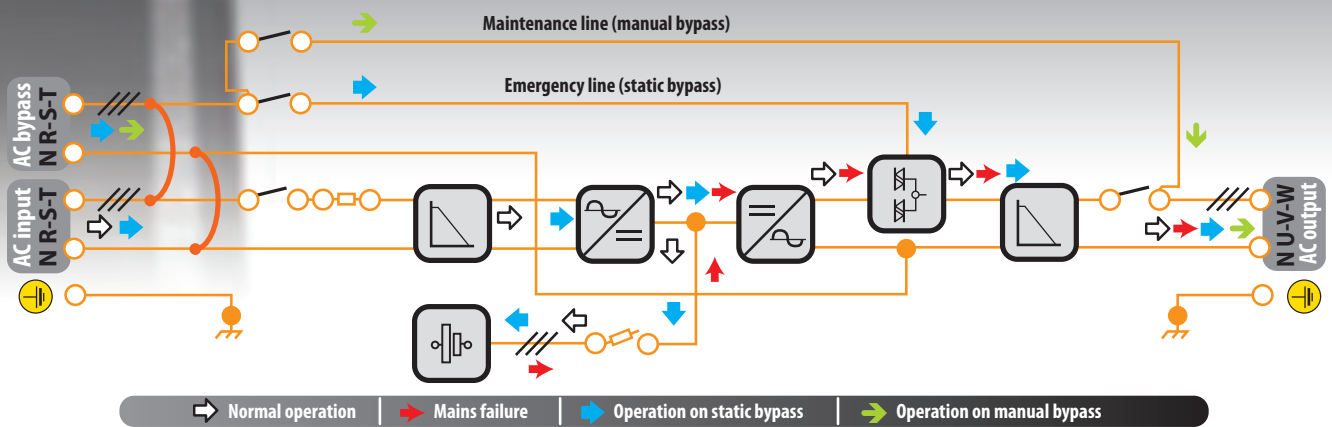 Maintenance line (manual bypass)
Emergency line (static bypass)
AC bypass
N R-S-T
AC input
N R-S-T
N U-V-W
AC output
Normal operation
Mains failure
Operation on static bypass
Operation on manual bypass